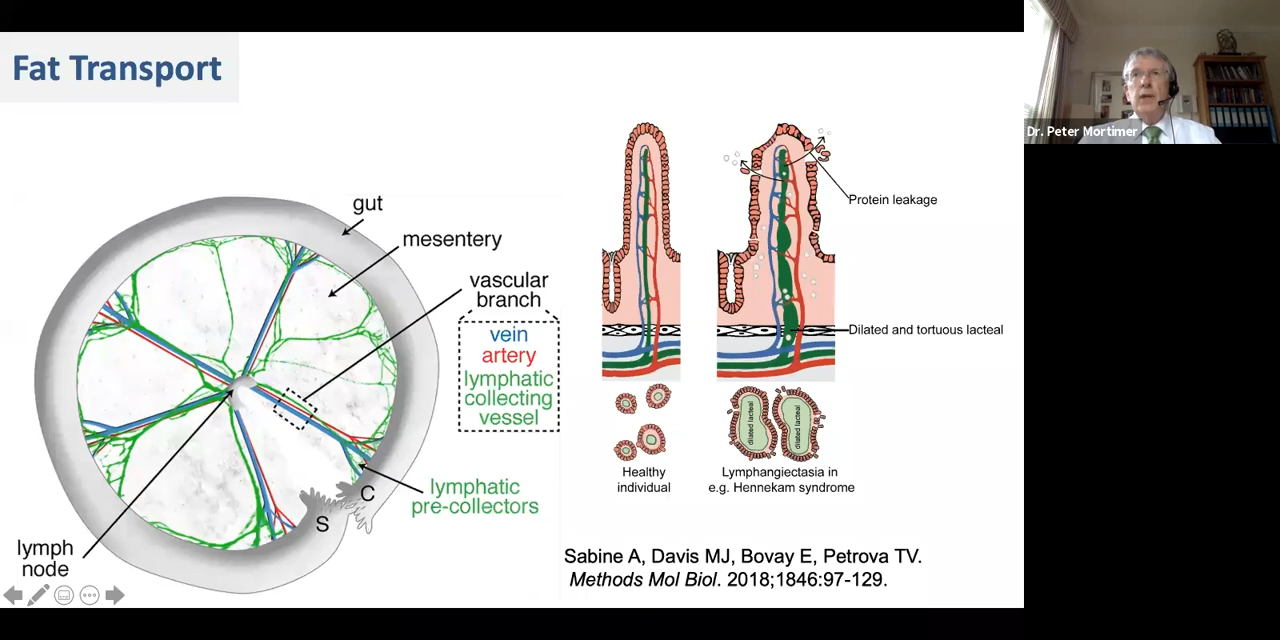 Fat Transport
Dr. Peter Mortimer
gut
mesentery
vascular
branch
vein
artery
lymphatic
collecting
vessel
lymphatic
pre-collectors
C
S
lymph
node
Protein leakage
Dilated and tortuous lacteal
dilated lacteal
dilated lacteal
Healthy
individual
Lymphangiectasia in
e.g. Hennekam syndrome
Sabine A, Davis MJ, Bovay E, Petrova TV.
Methods Mol Biol. 2018;1846:97-129.